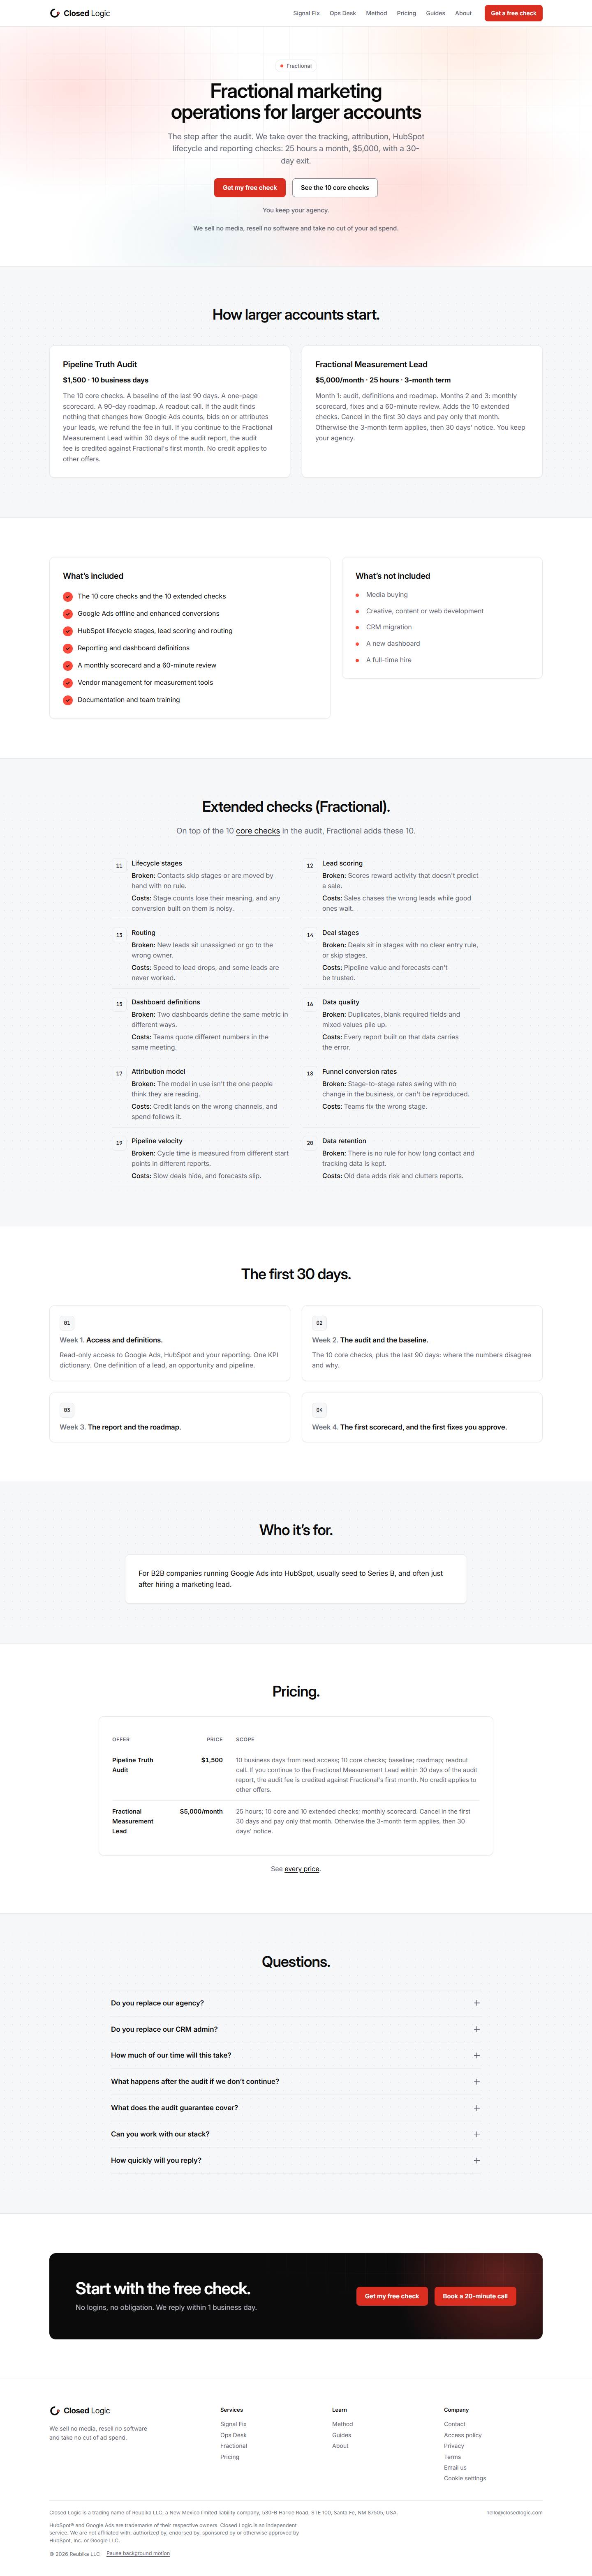 Closed Logic
Signal Fix
Ops Desk
Method
Pricing
Guides
About
Get a free check
Fractional
Fractional marketing
operations for larger accounts
The step after the audit. We take over the tracking, attribution, HubSpot
lifecycle and reporting checks: 25 hours a month, $5,000, with a 30-
day exit.
Get my free check
See the 10 core checks
You keep your agency.
We sell no media, resell no software and take no cut of your ad spend.
How larger accounts start.
Pipeline Truth Audit
$1,500 · 10 business days
The 10 core checks. A baseline of the last 90 days. A one-page
scorecard. A 90-day roadmap. A readout call. If the audit finds
nothing that changes how Google Ads counts, bids on or attributes
your leads, we refund the fee in full. If you continue to the Fractional
Measurement Lead within 30 days of the audit report, the audit
fee is credited against Fractional's first month. No credit applies to
other offers.
Fractional Measurement Lead
$5,000/month · 25 hours · 3-month term
Month 1: audit, definitions and roadmap. Months 2 and 3: monthly
scorecard, fixes and a 60-minute review. Adds the 10 extended
checks. Cancel in the first 30 days and pay only that month.
Otherwise the 3-month term applies, then 30 days' notice. You keep
your agency.
What's included
The 10 core checks and the 10 extended checks
Google Ads offline and enhanced conversions
HubSpot lifecycle stages, lead scoring and routing
Reporting and dashboard definitions
A monthly scorecard and a 60-minute review
Vendor management for measurement tools
Documentation and team training
What's not included
Media buying
Creative, content or web development
CRM migration
A new dashboard
A full-time hire
Extended checks (Fractional).
On top of the 10 core checks in the audit, Fractional adds these 10.
11
Lifecycle stages
Broken: Contacts skip stages or are moved by
hand with no rule.
Costs: Stage counts lose their meaning, and any
conversion built on them is noisy.
12
Lead scoring
Broken: Scores reward activity that doesn't predict
a sale.
Costs: Sales chases the wrong leads while good
ones wait.
13
Routing
Broken: New leads sit unassigned or go to the
wrong owner.
Costs: Speed to lead drops, and some leads are
never worked.
14
Deal stages
Broken: Deals sit in stages with no clear entry rule,
or skip stages.
Costs: Pipeline value and forecasts can't
be trusted.
15
Dashboard definitions
Broken: Two dashboards define the same metric in
different ways.
Costs: Teams quote different numbers in the
same meeting.
16
Data quality
Broken: Duplicates, blank required fields and
mixed values pile up.
Costs: Every report built on that data carries
the error.
17
Attribution model
Broken: The model in use isn't the one people
think they are reading.
Costs: Credit lands on the wrong channels, and
spend follows it.
18
Funnel conversion rates
Broken: Stage-to-stage rates swing with no
change in the business, or can't be reproduced.
Costs: Teams fix the wrong stage.
19
Pipeline velocity
Broken: Cycle time is measured from different start
points in different reports.
Costs: Slow deals hide, and forecasts slip.
20
Data retention
Broken: There is no rule for how long contact and
tracking data is kept.
Costs: Old data adds risk and clutters reports.
The first 30 days.
01
Week 1. Access and definitions.
Read-only access to Google Ads, HubSpot and your reporting. One KPI
dictionary. One definition of a lead, an opportunity and pipeline.
02
Week 2. The audit and the baseline.
The 10 core checks, plus the last 90 days: where the numbers disagree
and why.
03
Week 3. The report and the roadmap.
04
Week 4. The first scorecard, and the first fixes you approve.
Who it's for.
For B2B companies running Google Ads into HubSpot, usually seed to Series B, and often just
after hiring a marketing lead.
Pricing.
OFFER
PRICE
SCOPE
Pipeline Truth
Audit
$1,500
10 business days from read access; 10 core checks; baseline; roadmap; readout
call. If you continue to the Fractional Measurement Lead within 30 days of the audit
report, the audit fee is credited against Fractional's first month. No credit applies to
other offers.
Fractional
Measurement
Lead
$5,000/month
25 hours; 10 core and 10 extended checks; monthly scorecard. Cancel in the first
30 days and pay only that month. Otherwise the 3-month term applies, then 30
days' notice.
See every price.
Questions.
Do you replace our agency?
Do you replace our CRM admin?
How much of our time will this take?
What happens after the audit if we don't continue?
What does the audit guarantee cover?
Can you work with our stack?
How quickly will you reply?
Start with the free check.
No logins, no obligation. We reply within 1 business day.
Get my free check
Book a 20-minute call
Closed Logic
We sell no media, resell no software
and take no cut of your ad spend.
Services
Signal Fix
Ops Desk
Fractional
Pricing
Learn
Method
Guides
About
Company
Contact
Access policy
Privacy
Terms
Email us
Cookie settings
Closed Logic is a trading name of Reubika LLC, a New Mexico limited liability company, 530-B Harkle Road, STE 100, Santa Fe, NM 87505, USA.
hello@closedlogic.com
HubSpot® and Google Ads are trademarks of their respective owners. Closed Logic is an independent
service. We are not affiliated with, authorized by, endorsed by, sponsored by or otherwise approved by
HubSpot, Inc. or Google LLC.
© 2026 Reubika LLC
Pause background motion